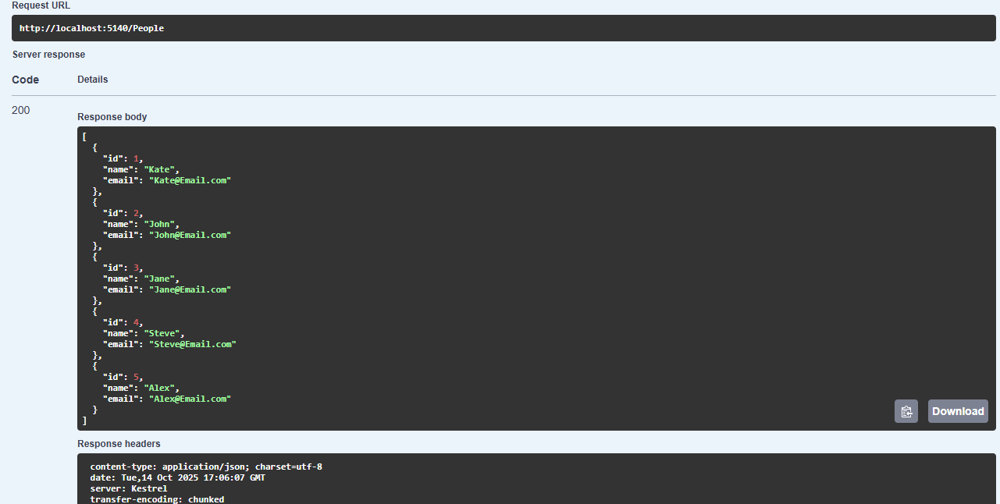 Request URL
http://localhost:5140/People
Server response
Code Details
200
Response body
[
  {
    "id": 1,
    "name": "Kate",
    "email": "Kate@Email.com"
  },
  {
    "id": 2,
    "name": "John",
    "email": "John@Email.com"
  },
  {
    "id": 3,
    "name": "Jane",
    "email": "Jane@Email.com"
  },
  {
    "id": 4,
    "name": "Steve",
    "email": "Steve@Email.com"
  },
  {
    "id": 5,
    "name": "Alex",
    "email": "Alex@Email.com"
  }
]
Download
Response headers
content-type: application/json; charset=utf-8
date: Tue,14 Oct 2025 17:06:07 GMT
server: Kestrel
transfer-encoding: chunked